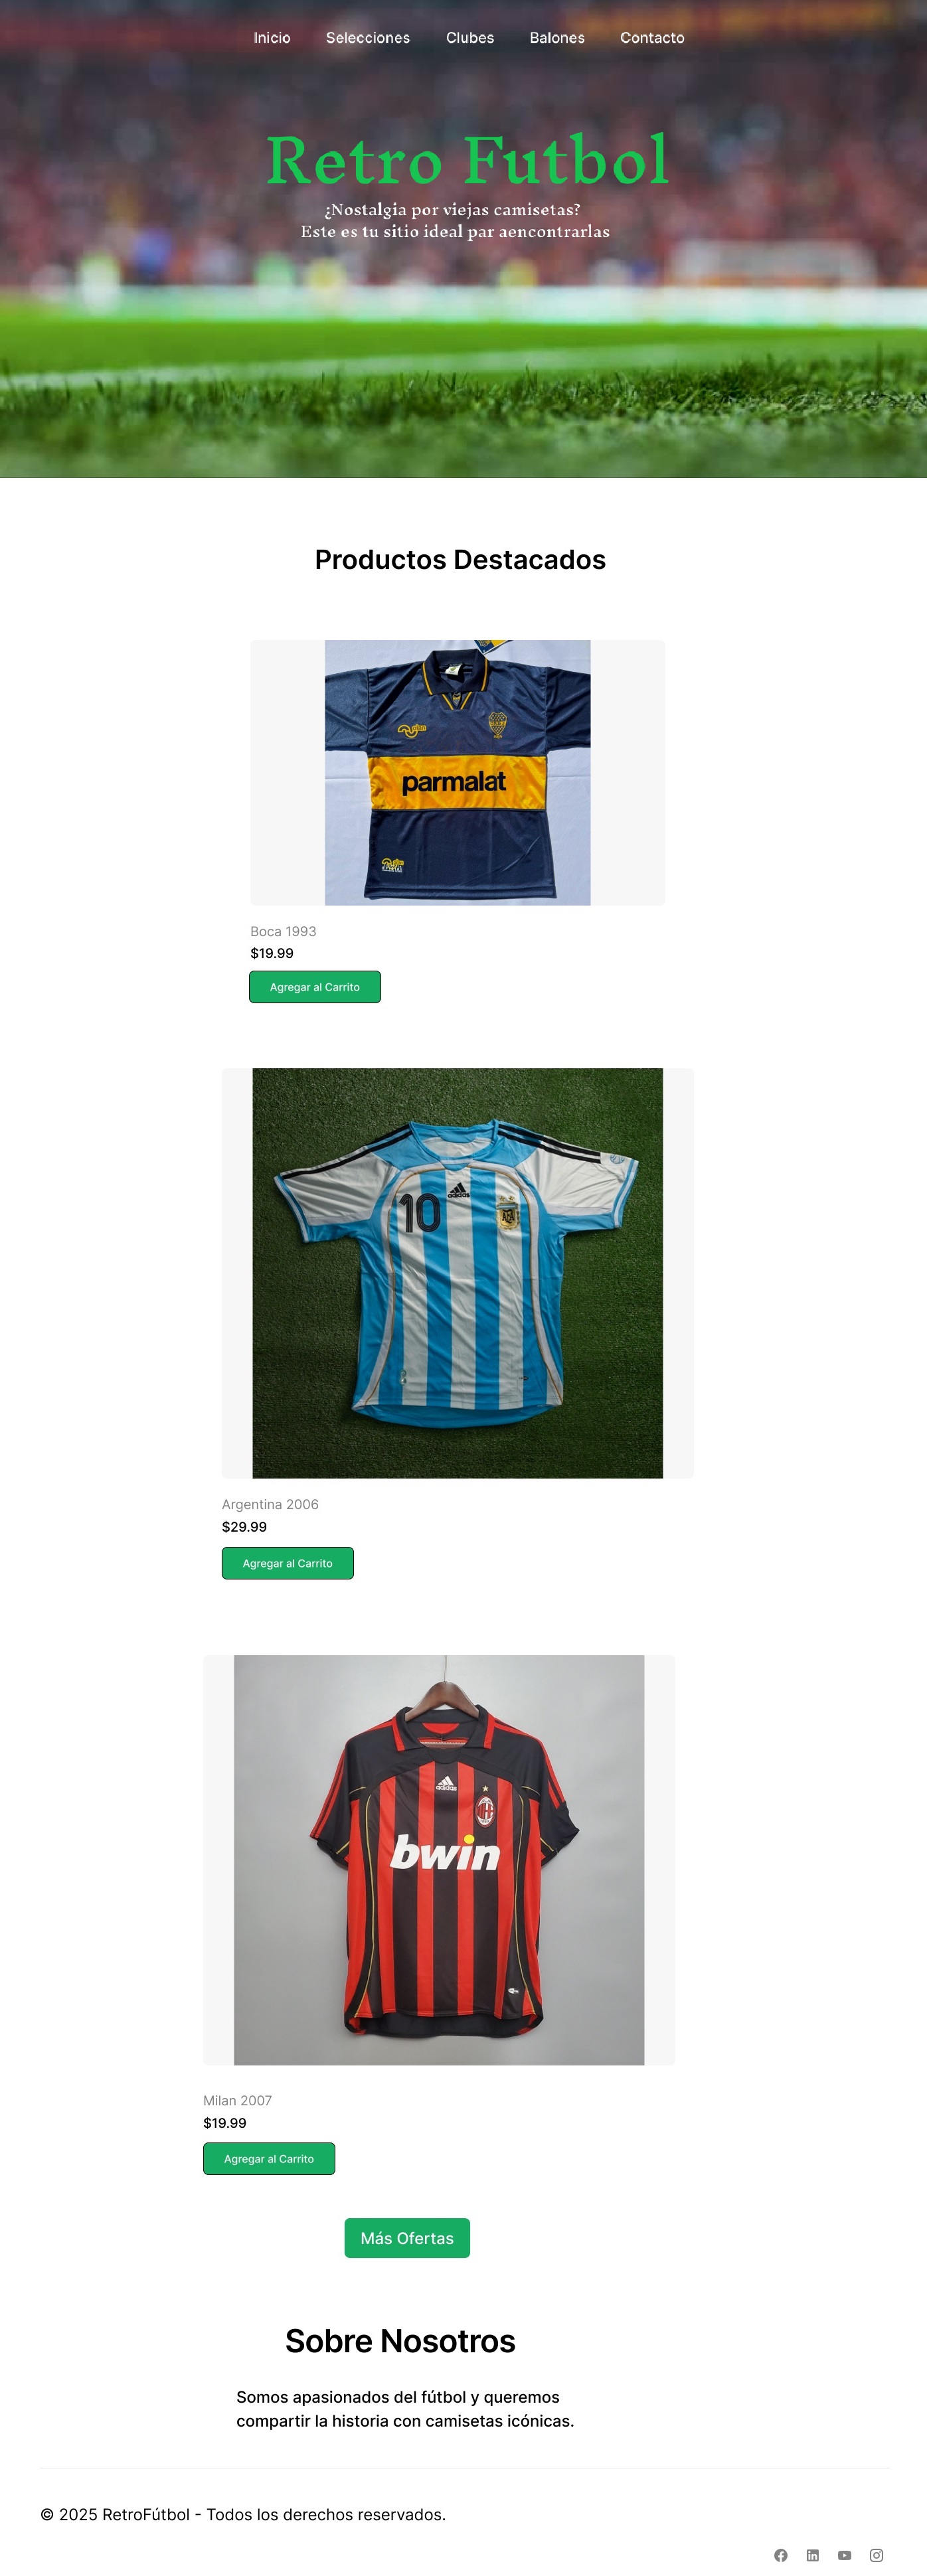 Inicio Selecciones Clubes Balones Contacto
Retro Futbol
¿Nostalgia por viejas camisetas?
Este es tu sitio ideal par aencontrarlas
Productos Destacados
parmalat
Boca 1993
$19.99
Agregar al Carrito
10
adidas
AFA
Argentina 2006
$29.99
Agregar al Carrito
adidas
bwin
Milan 2007
$19.99
Agregar al Carrito
Más Ofertas
Sobre Nosotros
Somos apasionados del fútbol y queremos
compartir la historia con camisetas icónicas.
© 2025 RetroFútbol - Todos los derechos reservados.